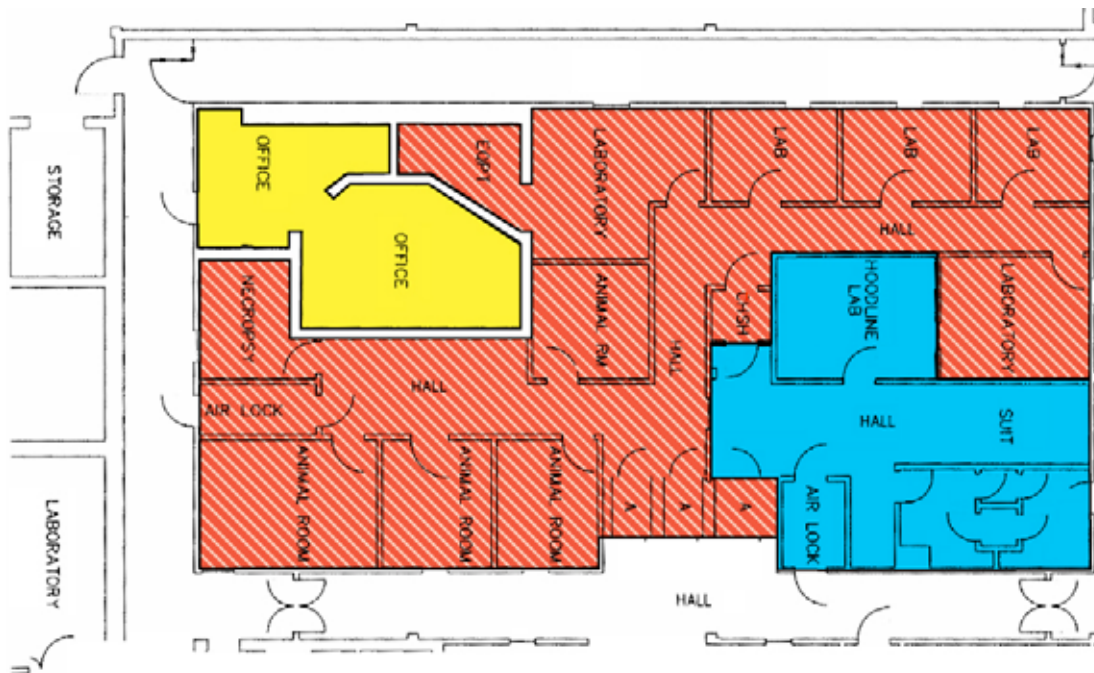 OFFICE
EQPT
LABORATORY
LAB
LAB
LAB
STORAGE
HALL
OFFICE
HOODLINE
LAB
NECROPSY
ANIMAL RM
LABORATORY
HALL
HALL
AIR LOCK
HALL
SUIT
ANIMAL ROOM
ANIMAL ROOM
ANIMAL ROOM
A
A
A
AIR LOCK
LABORATORY
HALL